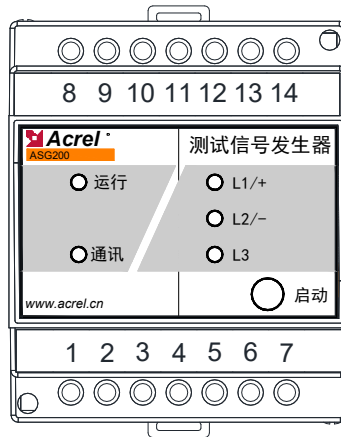 8 9 10 11 12 13 14
Acrel
ASG200
测试信号发生器
运行
L1/+
L2/-
通讯
L3
www.acrel.cn
启动
1 2 3 4 5 6 7